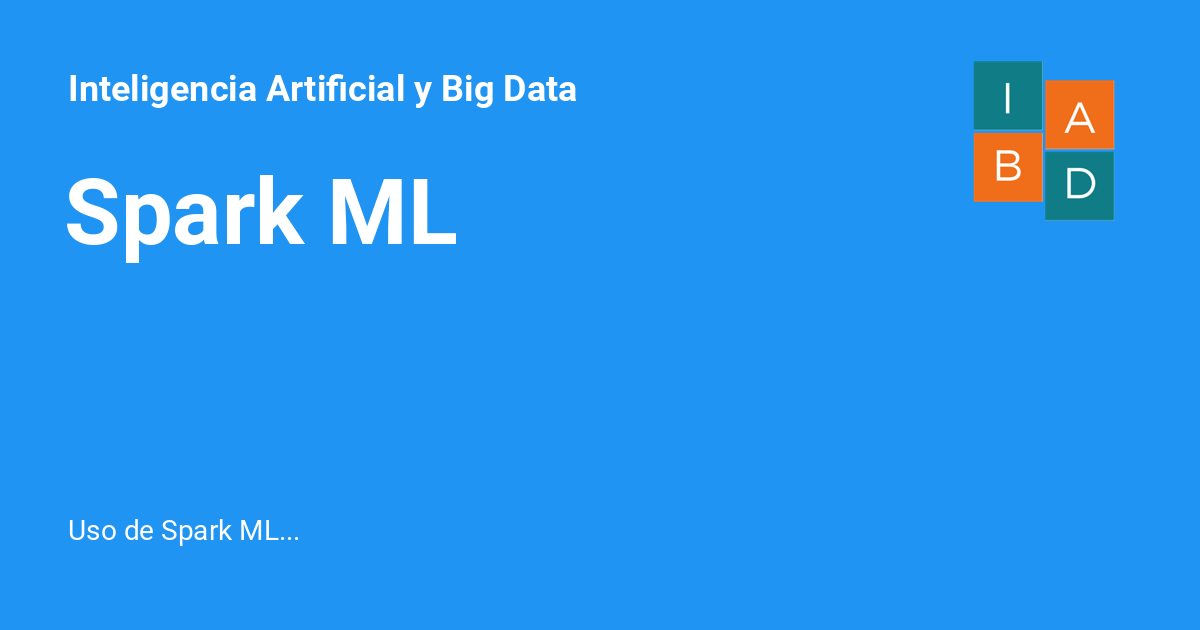 Inteligencia Artificial y Big Data
Spark ML
I A
B D
Uso de Spark ML...